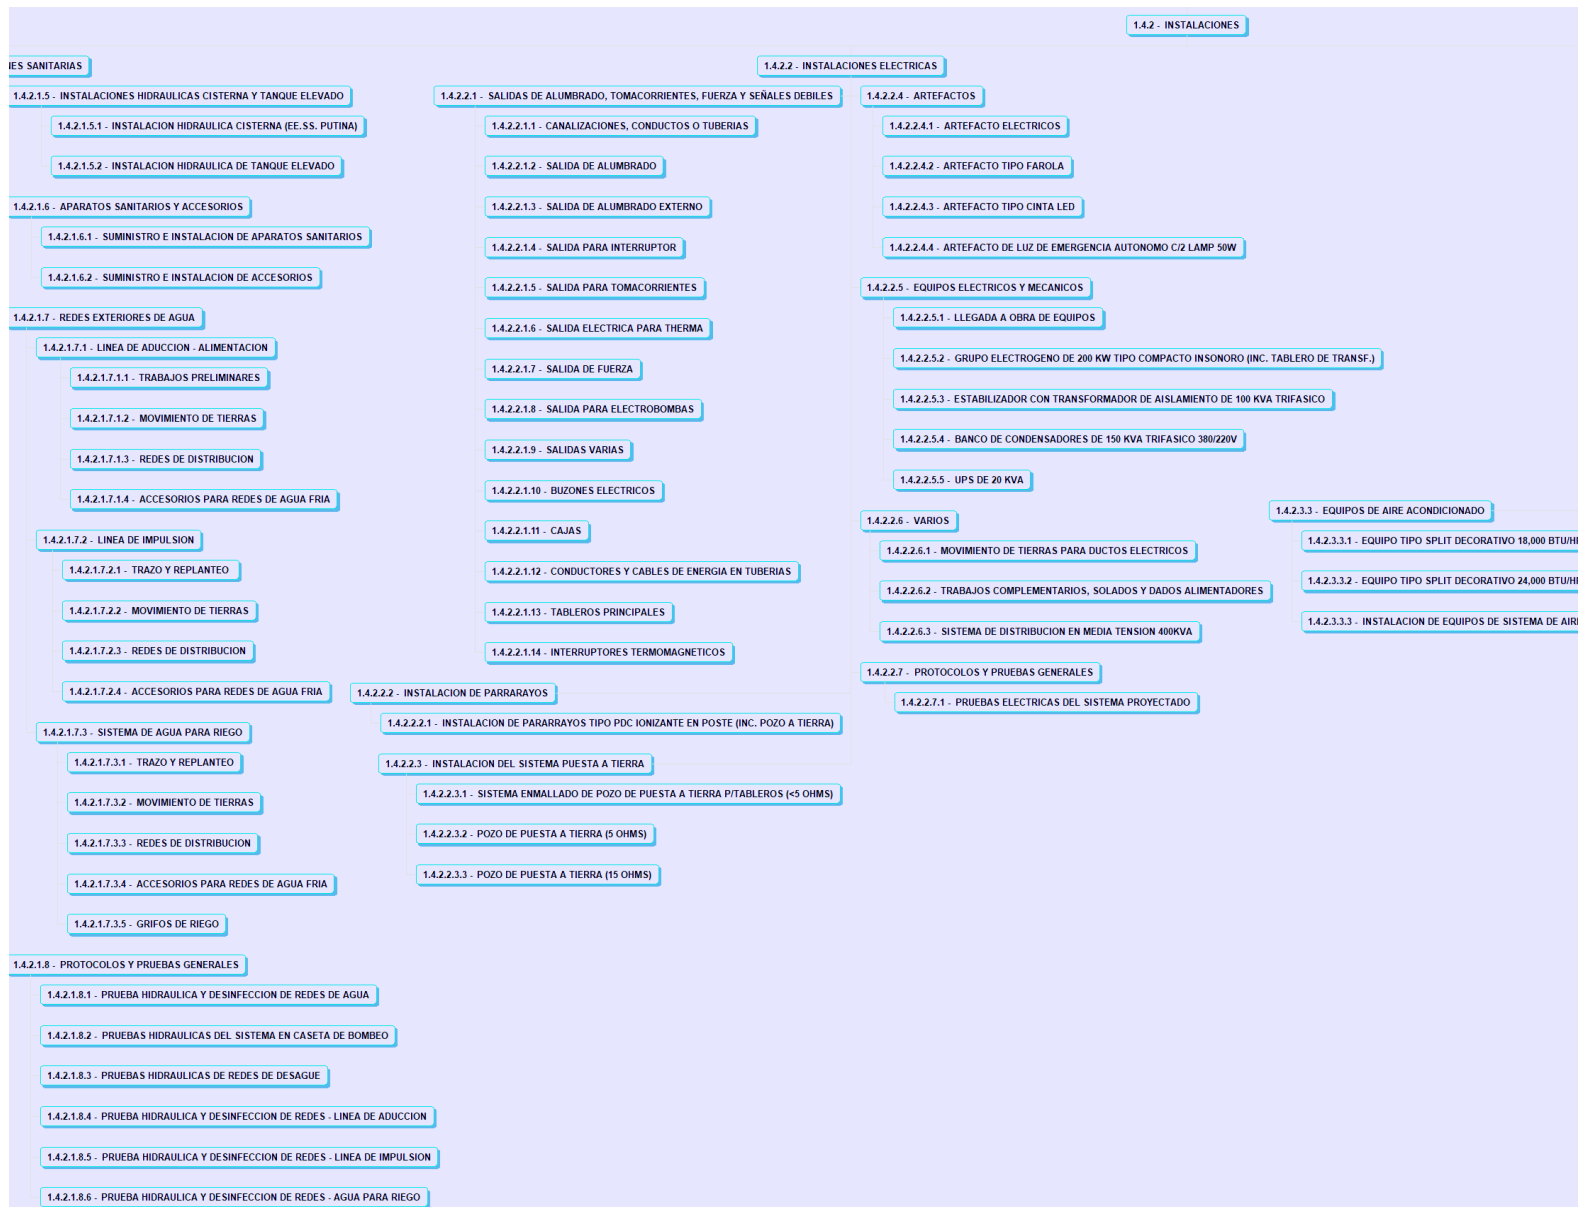 1.4.2 - INSTALACIONES
NES SANITARIAS
1.4.2.1.5 - INSTALACIONES HIDRAULICAS CISTERNA Y TANQUE ELEVADO
1.4.2.1.5.1 - INSTALACION HIDRAULICA CISTERNA (EE.SS. PUTINA)
1.4.2.1.5.2 - INSTALACION HIDRAULICA DE TANQUE ELEVADO
1.4.2.1.6 - APARATOS SANITARIOS Y ACCESORIOS
1.4.2.1.6.1 - SUMINISTRO E INSTALACION DE APARATOS SANITARIOS
1.4.2.1.6.2 - SUMINISTRO E INSTALACION DE ACCESORIOS
1.4.2.1.7 - REDES EXTERIORES DE AGUA
1.4.2.1.7.1 - LINEA DE ADUCCION - ALIMENTACION
1.4.2.1.7.1.1 - TRABAJOS PRELIMINARES
1.4.2.1.7.1.2 - MOVIMIENTO DE TIERRAS
1.4.2.1.7.1.3 - REDES DE DISTRIBUCION
1.4.2.1.7.1.4 - ACCESORIOS PARA REDES DE AGUA FRIA
1.4.2.1.7.2 - LINEA DE IMPULSION
1.4.2.1.7.2.1 - TRAZO Y REPLANTEO
1.4.2.1.7.2.2 - MOVIMIENTO DE TIERRAS
1.4.2.1.7.2.3 - REDES DE DISTRIBUCION
1.4.2.1.7.2.4 - ACCESORIOS PARA REDES DE AGUA FRIA
1.4.2.1.7.3 - SISTEMA DE AGUA PARA RIEGO
1.4.2.1.7.3.1 - TRAZO Y REPLANTEO
1.4.2.1.7.3.2 - MOVIMIENTO DE TIERRAS
1.4.2.1.7.3.3 - REDES DE DISTRIBUCION
1.4.2.1.7.3.4 - ACCESORIOS PARA REDES DE AGUA FRIA
1.4.2.1.7.3.5 - GRIFOS DE RIEGO
1.4.2.1.8 - PROTOCOLOS Y PRUEBAS GENERALES
1.4.2.1.8.1 - PRUEBA HIDRAULICA Y DESINFECCION DE REDES DE AGUA
1.4.2.1.8.2 - PRUEBAS HIDRAULICAS DEL SISTEMA EN CASETA DE BOMBEO
1.4.2.1.8.3 - PRUEBAS HIDRAULICAS DE REDES DE DESAGUE
1.4.2.1.8.4 - PRUEBA HIDRAULICA Y DESINFECCION DE REDES - LINEA DE ADUCCION
1.4.2.1.8.5 - PRUEBA HIDRAULICA Y DESINFECCION DE REDES - LINEA DE IMPULSION
1.4.2.1.8.6 - PRUEBA HIDRAULICA Y DESINFECCION DE REDES - AGUA PARA RIEGO
1.4.2.2 - INSTALACIONES ELECTRICAS
1.4.2.2.1 - SALIDAS DE ALUMBRADO, TOMACORRIENTES, FUERZA Y SEÑALES DEBILES
1.4.2.2.1.1 - CANALIZACIONES, CONDUCTOS O TUBERIAS
1.4.2.2.1.2 - SALIDA DE ALUMBRADO
1.4.2.2.1.3 - SALIDA DE ALUMBRADO EXTERNO
1.4.2.2.1.4 - SALIDA PARA INTERRUPTOR
1.4.2.2.1.5 - SALIDA PARA TOMACORRIENTES
1.4.2.2.1.6 - SALIDA ELECTRICA PARA THERMA
1.4.2.2.1.7 - SALIDA DE FUERZA
1.4.2.2.1.8 - SALIDA PARA ELECTROBOMBAS
1.4.2.2.1.9 - SALIDAS VARIAS
1.4.2.2.1.10 - BUZONES ELECTRICOS
1.4.2.2.1.11 - CAJAS
1.4.2.2.1.12 - CONDUCTORES Y CABLES DE ENERGIA EN TUBERIAS
1.4.2.2.1.13 - TABLEROS PRINCIPALES
1.4.2.2.1.14 - INTERRUPTORES TERMOMAGNETICOS
1.4.2.2.2 - INSTALACION DE PARRARAYOS
1.4.2.2.2.1 - INSTALACION DE PARARRAYOS TIPO PDC IONIZANTE EN POSTE (INC. POZO A TIERRA)
1.4.2.2.3 - INSTALACION DEL SISTEMA PUESTA A TIERRA
1.4.2.2.3.1 - SISTEMA ENMALLADO DE POZO DE PUESTA A TIERRA P/TABLEROS (<5 OHMS)
1.4.2.2.3.2 - POZO DE PUESTA A TIERRA (5 OHMS)
1.4.2.2.3.3 - POZO DE PUESTA A TIERRA (15 OHMS)
1.4.2.2.4 - ARTEFACTOS
1.4.2.2.4.1 - ARTEFACTO ELECTRICOS
1.4.2.2.4.2 - ARTEFACTO TIPO FAROLA
1.4.2.2.4.3 - ARTEFACTO TIPO CINTA LED
1.4.2.2.4.4 - ARTEFACTO DE LUZ DE EMERGENCIA AUTONOMO C/2 LAMP 50W
1.4.2.2.5 - EQUIPOS ELECTRICOS Y MECANICOS
1.4.2.2.5.1 - LLEGADA A OBRA DE EQUIPOS
1.4.2.2.5.2 - GRUPO ELECTROGENO DE 200 KW TIPO COMPACTO INSONORO (INC. TABLERO DE TRANSF.)
1.4.2.2.5.3 - ESTABILIZADOR CON TRANSFORMADOR DE AISLAMIENTO DE 100 KVA TRIFASICO
1.4.2.2.5.4 - BANCO DE CONDENSADORES DE 150 KVA TRIFASICO 380/220V
1.4.2.2.5.5 - UPS DE 20 KVA
1.4.2.2.6 - VARIOS
1.4.2.2.6.1 - MOVIMIENTO DE TIERRAS PARA DUCTOS ELECTRICOS
1.4.2.2.6.2 - TRABAJOS COMPLEMENTARIOS, SOLADOS Y DADOS ALIMENTADORES
1.4.2.2.6.3 - SISTEMA DE DISTRIBUCION EN MEDIA TENSION 400KVA
1.4.2.2.7 - PROTOCOLOS Y PRUEBAS GENERALES
1.4.2.2.7.1 - PRUEBAS ELECTRICAS DEL SISTEMA PROYECTADO
1.4.2.3.3 - EQUIPOS DE AIRE ACONDICIONADO
1.4.2.3.3.1 - EQUIPO TIPO SPLIT DECORATIVO 18,000 BTU/H
1.4.2.3.3.2 - EQUIPO TIPO SPLIT DECORATIVO 24,000 BTU/H
1.4.2.3.3.3 - INSTALACION DE EQUIPOS DE SISTEMA DE AIR